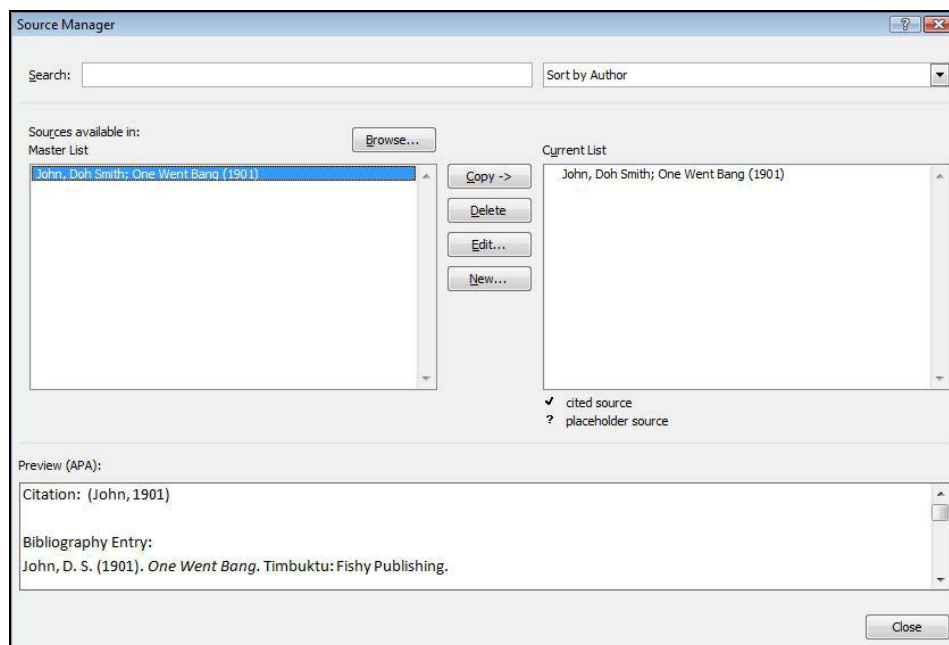 Source Manager
Search:
Sort by Author
Sources available in:
Master List
Browse...
Current List
John, Doh Smith; One Went Bang (1901)
Copy ->
John, Doh Smith; One Went Bang (1901)
Delete
Edit...
New...
✓ cited source
? placeholder source
Preview (APA):
Citation: (John, 1901)
Bibliography Entry:
John, D. S. (1901). One Went Bang. Timbuktu: Fishy Publishing.
Close